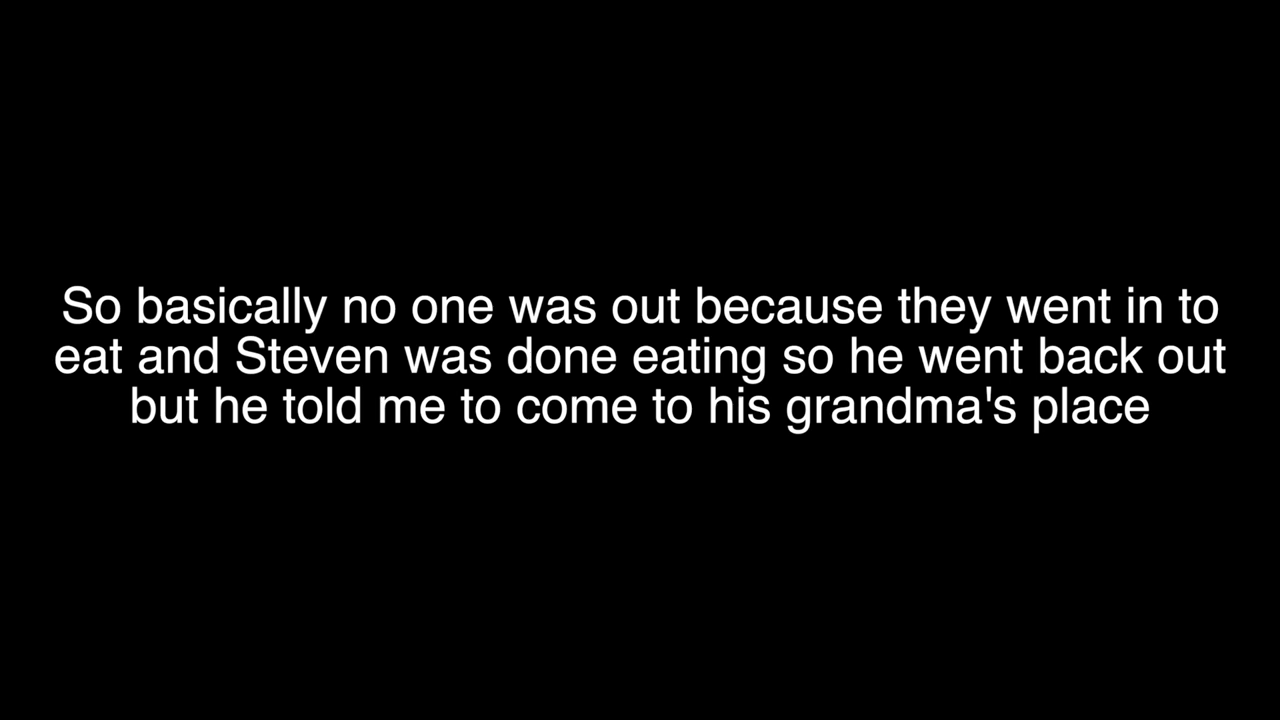 So basically no one was out because they went in to
eat and Steven was done eating so he went back out
but he told me to come to his grandma's place